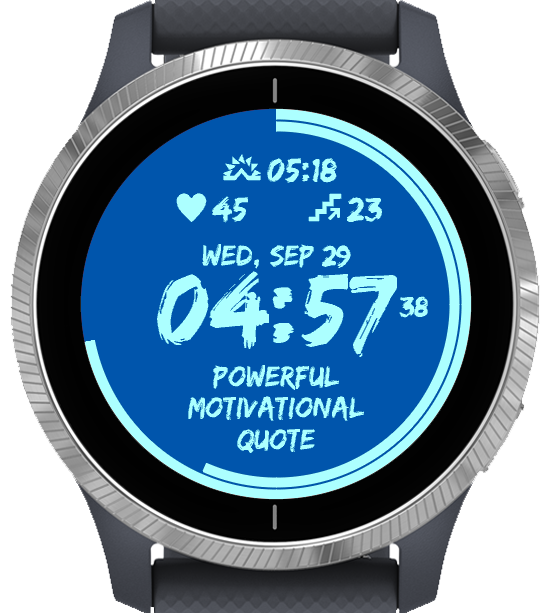 05:18
45 23
WED, SEP 29
04:57 38
POWERFUL
MOTIVATIONAL
QUOTE